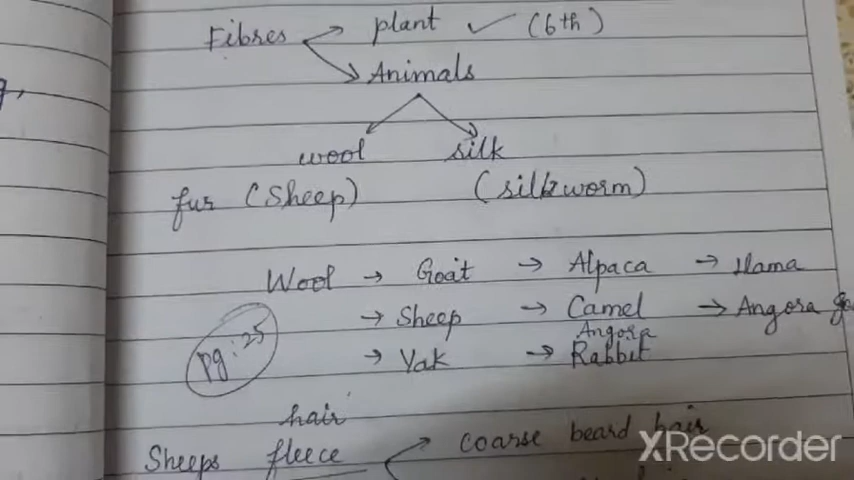 Fibres → plant ✓ (6th)
→ Animals
wool silk
fur (Sheep) (silkworm)
Wool → Goat → Alpaca → Llama
→ Sheep → Camel → Angora
pg: 25 → Yak → Angora Rabbit
hair
Sheeps fleece coarse beard hair
XRecorder